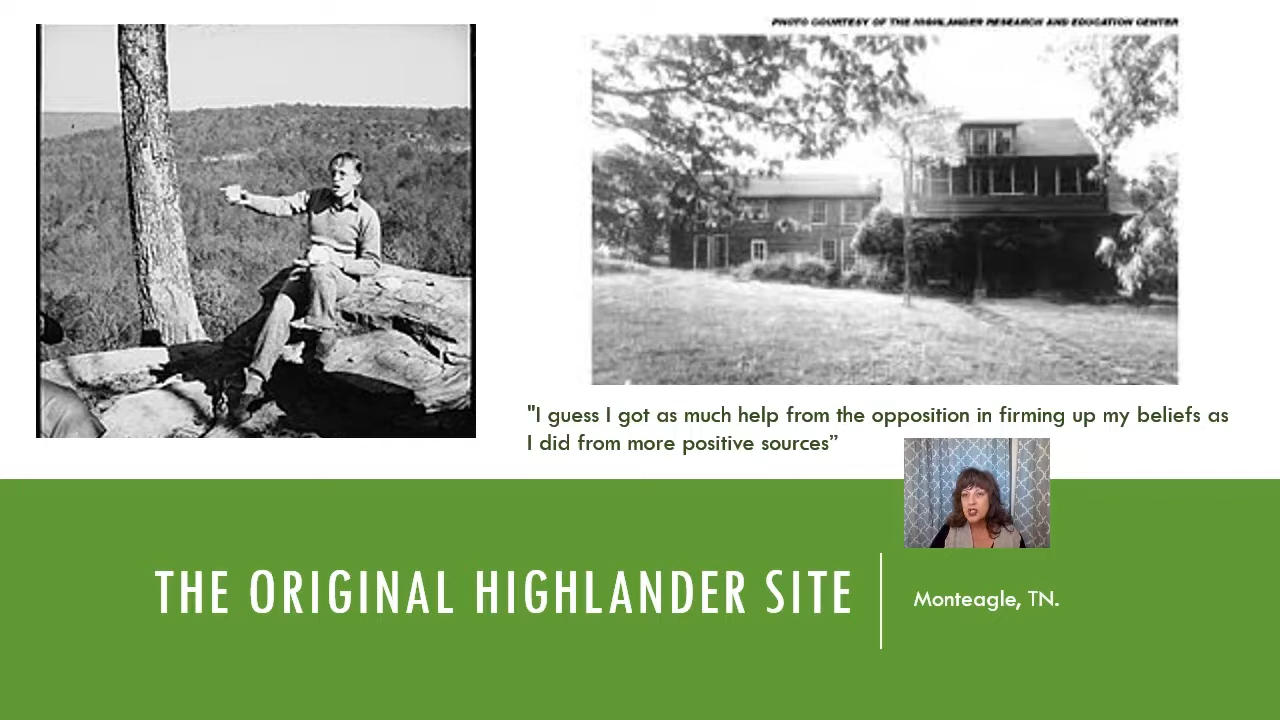 PHOTO COURTESY OF THE HIGHLANDER RESEARCH AND EDUCATION CENTER
"I guess I got as much help from the opposition in firming up my beliefs as
I did from more positive sources”
THE ORIGINAL HIGHLANDER SITE
Monteagle, TN.